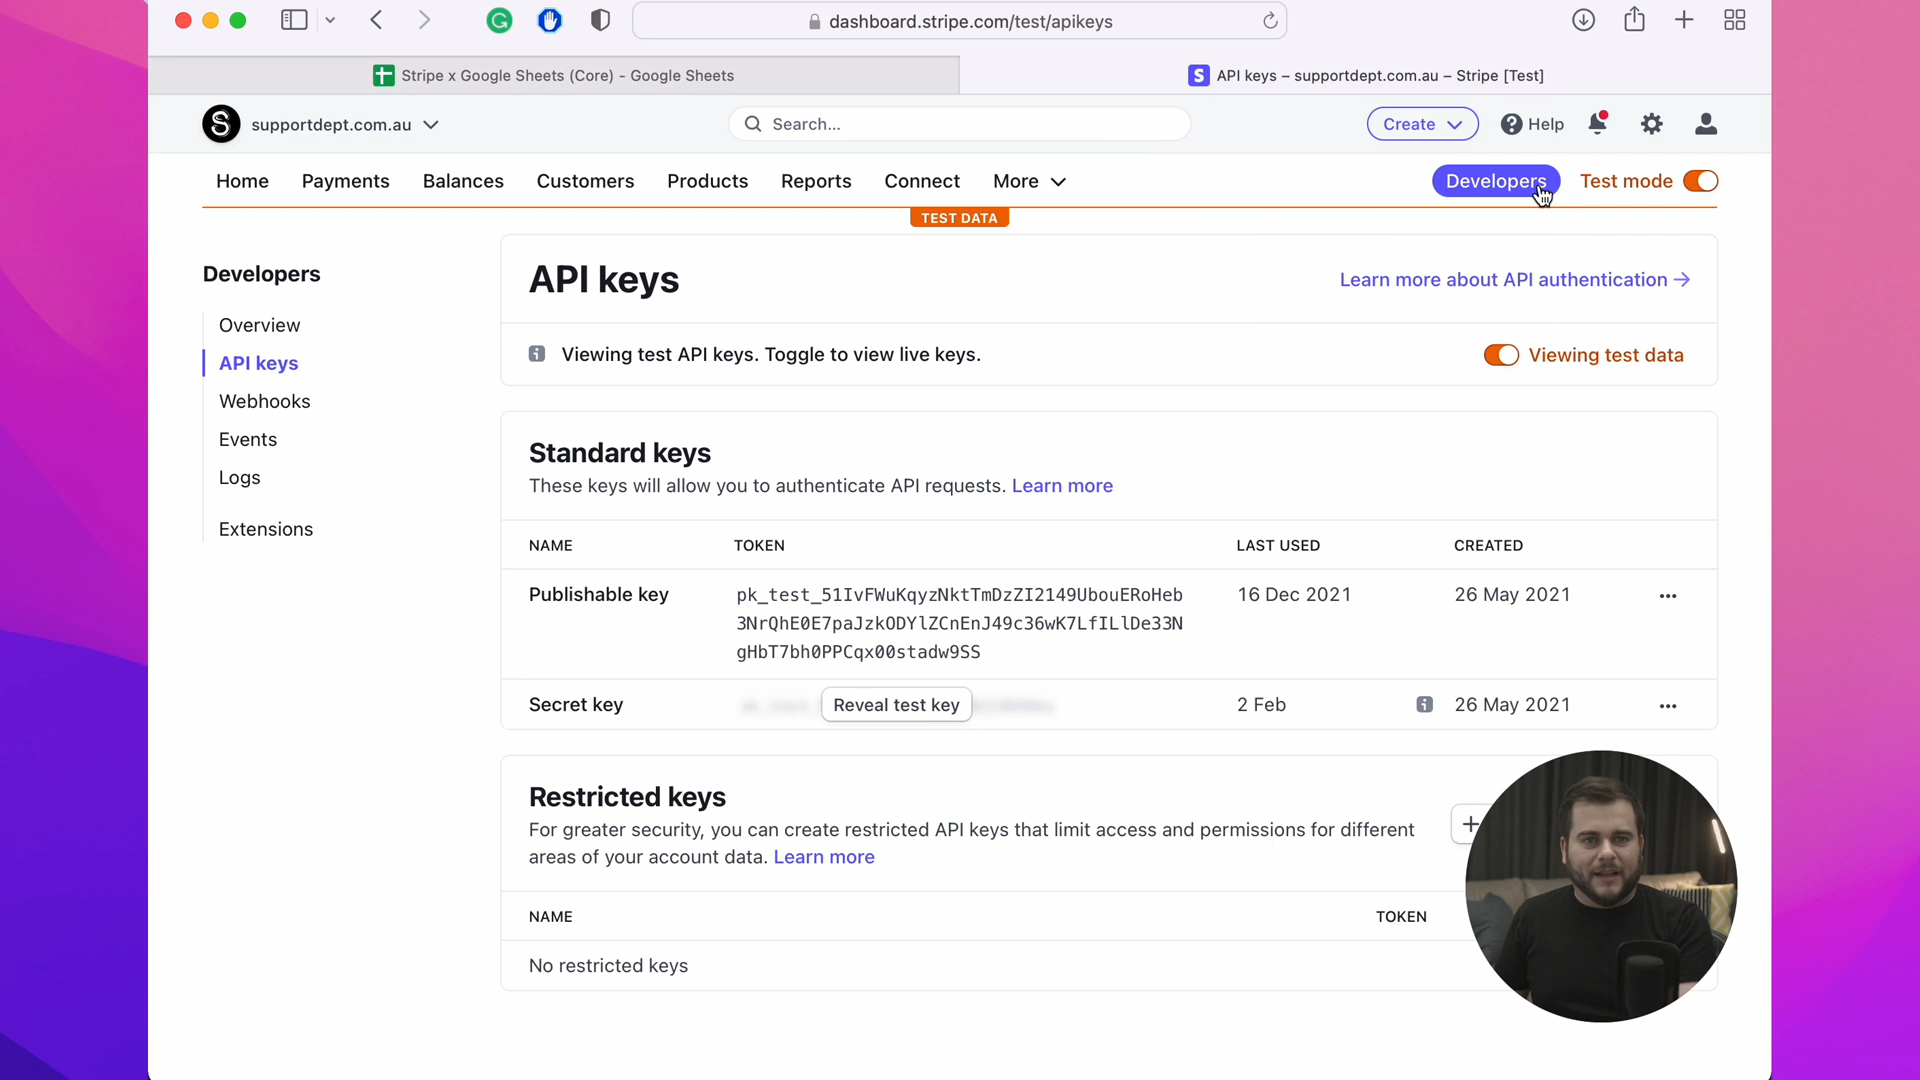 dashboard.stripe.com/test/apikeys
Stripe x Google Sheets (Core) - Google Sheets
S API keys – supportdept.com.au – Stripe [Test]
S supportdept.com.au
Search...
Create
Help
Home Payments Balances Customers Products Reports Connect More
Developers
Test mode
TEST DATA
Developers
Overview
API keys
Webhooks
Events
Logs
Extensions
API keys
Learn more about API authentication →
Viewing test API keys. Toggle to view live keys.
Viewing test data
Standard keys
These keys will allow you to authenticate API requests. Learn more
NAME TOKEN LAST USED CREATED
Publishable key
pk_test_51IvFWuKqyzNktTmDzZI2149UbouERoHeb
3NrQhE0E7paJzkODYlZCnEnJ49c36wK7LfILlDe33N
gHbT7bh0PPCqx00stadw9SS
16 Dec 2021
26 May 2021
Secret key
Reveal test key
2 Feb
26 May 2021
Restricted keys
For greater security, you can create restricted API keys that limit access and permissions for different
areas of your account data. Learn more
NAME TOKEN
No restricted keys